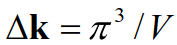 Δk = π³ / V